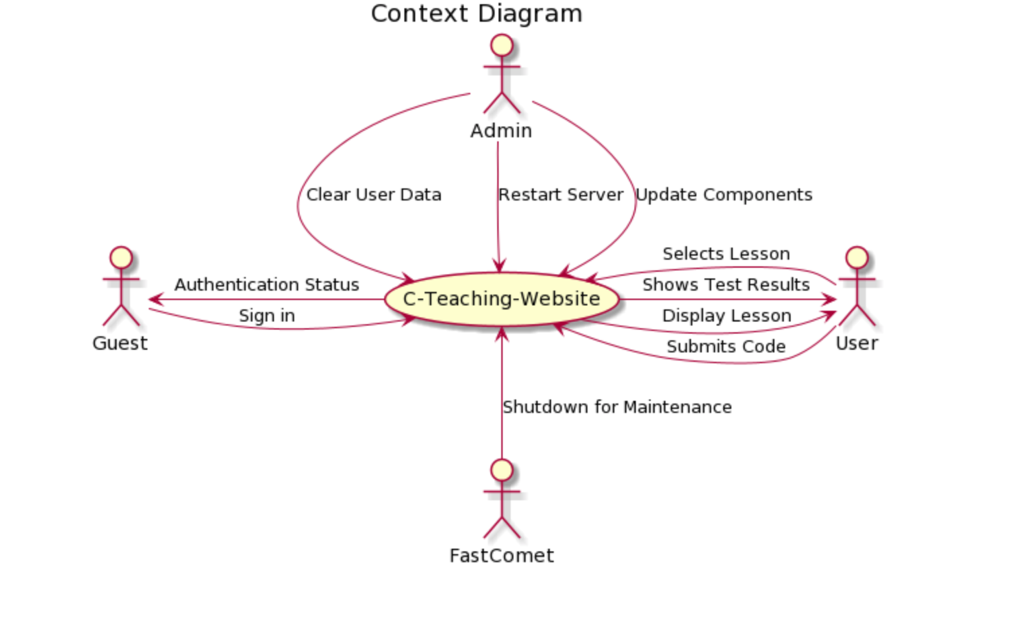 Context Diagram
Admin
Clear User Data
Restart Server
Update Components
Selects Lesson
Authentication Status
C-Teaching-Website
Shows Test Results
Sign in
Display Lesson
Guest
Submits Code
User
Shutdown for Maintenance
FastComet